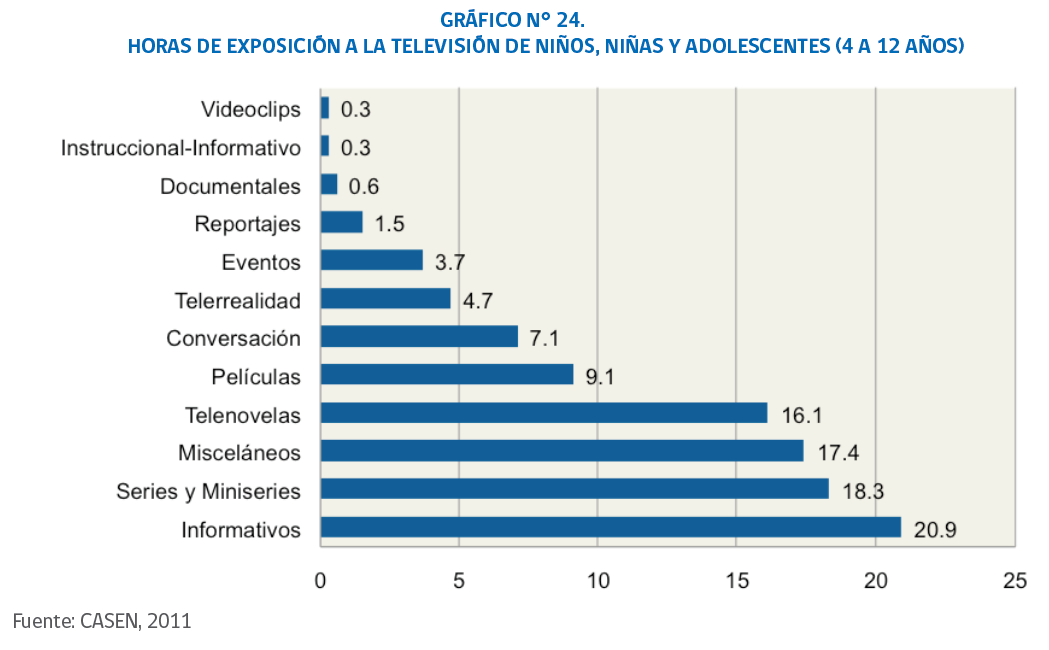 GRÁFICO N° 24.
HORAS DE EXPOSICIÓN A LA TELEVISIÓN DE NIÑOS, NIÑAS Y ADOLESCENTES (4 A 12 AÑOS)
Videoclips 0.3
Instruccional-Informativo 0.3
Documentales 0.6
Reportajes 1.5
Eventos 3.7
Telerrealidad 4.7
Conversación 7.1
Películas 9.1
Telenovelas 16.1
Misceláneos 17.4
Series y Miniseries 18.3
Informativos 20.9
0 5 10 15 20 25
Fuente: CASEN, 2011